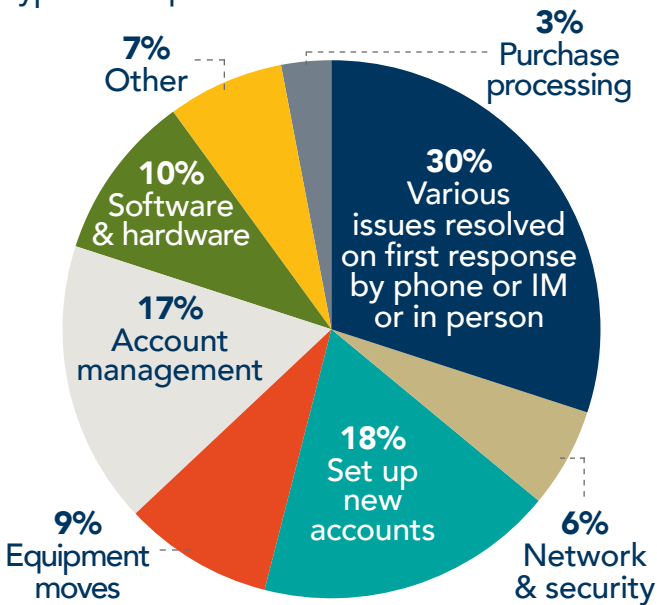 7%
Other
3%
Purchase
processing
30%
Various
issues resolved
on first response
by phone or IM
or in person
10%
Software
& hardware
17%
Account
management
18%
Set up
new
accounts
9%
Equipment
moves
6%
Network
& security